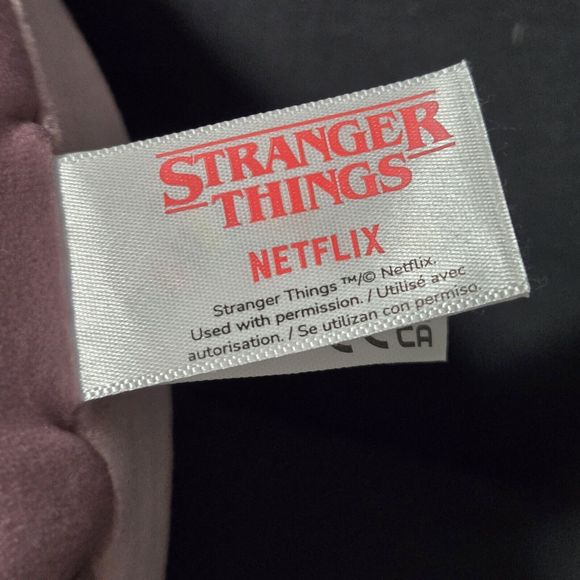 STRANGER
THINGS
NETFLIX
Stranger Things ™/© Netflix.
Used with permission. / Utilisé avec
autorisation. / Se utilizan con permiso.
CA